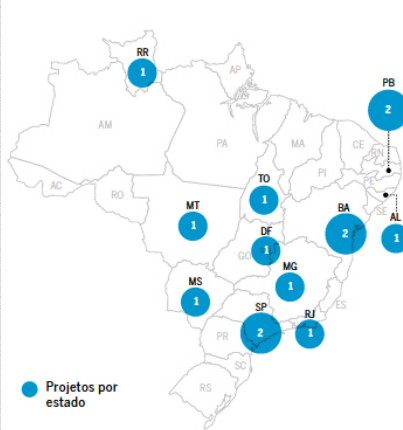 RR
1
AP
PB
2
AM
PA
MA
CE
RN
PI
PE
AC
RO
TO
1
SE
AL
1
MT
1
BA
2
DF
1
GO
MG
1
MS
1
ES
SP
2
RJ
1
PR
SC
RS
Projetos por
estado